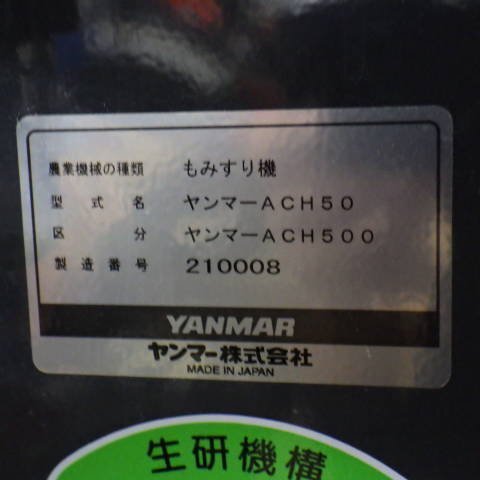 農業機械の種類 もみすり機
型式名 ヤンマーACH50
区分 ヤンマーACH500
製造番号 210008
YANMAR
ヤンマー株式会社
MADE IN JAPAN
生研機構